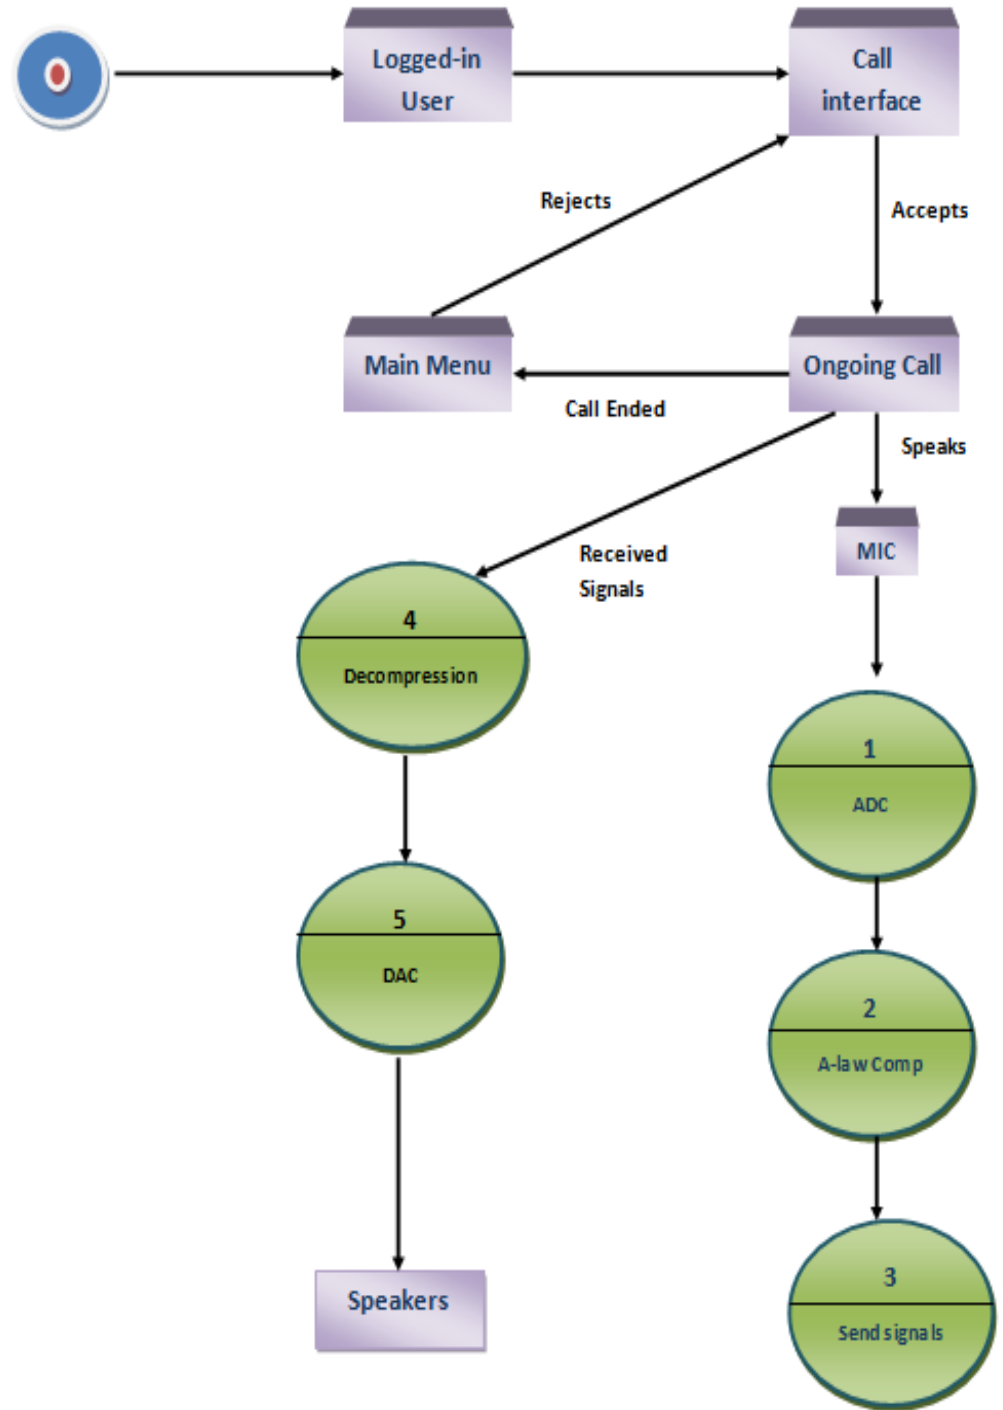 Logged-in
User
Call
interface
Rejects
Accepts
Main Menu
Ongoing Call
Call Ended
Speaks
MIC
Received
Signals
4
Decompression
1
ADC
5
DAC
2
A-law Comp
3
Send signals
Speakers